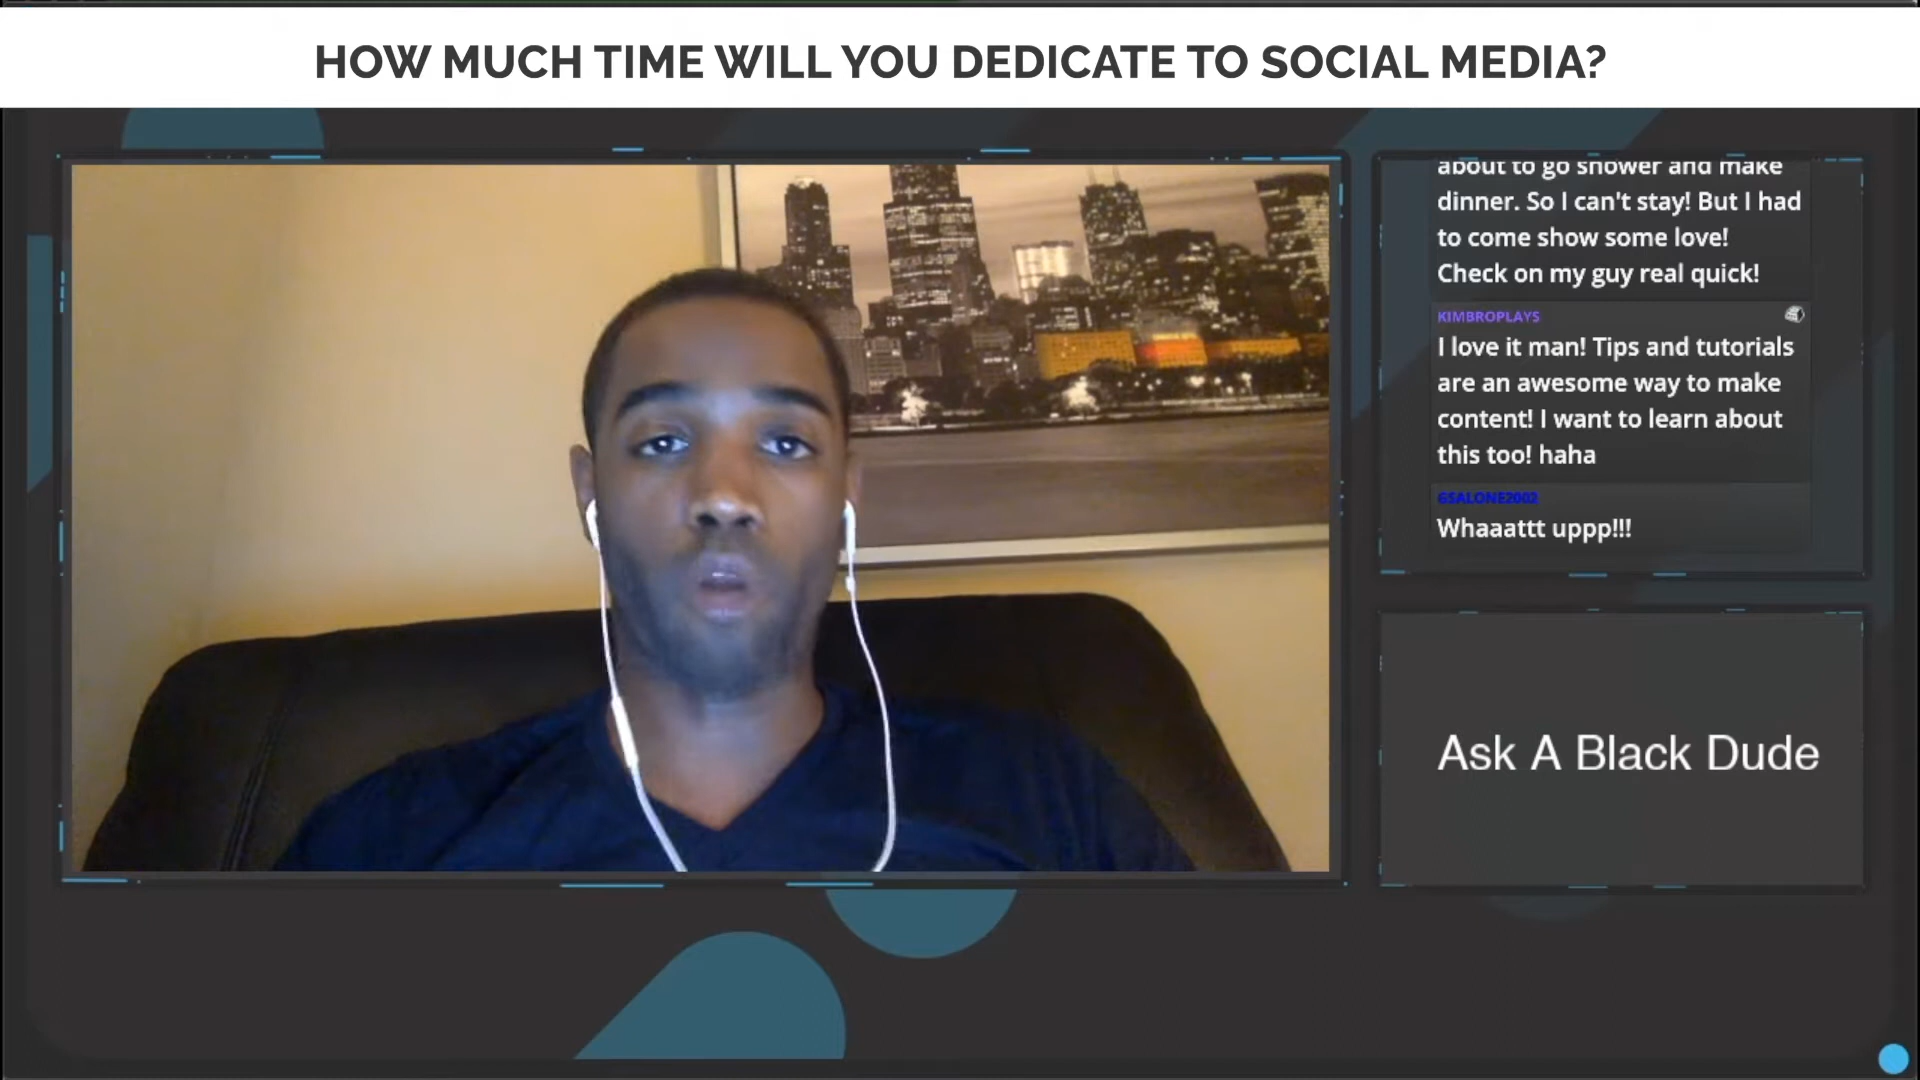 HOW MUCH TIME WILL YOU DEDICATE TO SOCIAL MEDIA?
about to go shower and make
dinner. So I can't stay! But I had
to come show some love!
Check on my guy real quick!
KIMBROPLAYS
I love it man! Tips and tutorials
are an awesome way to make
content! I want to learn about
this too! haha
GSALONE2002
Whaaattt uppp!!!
Ask A Black Dude